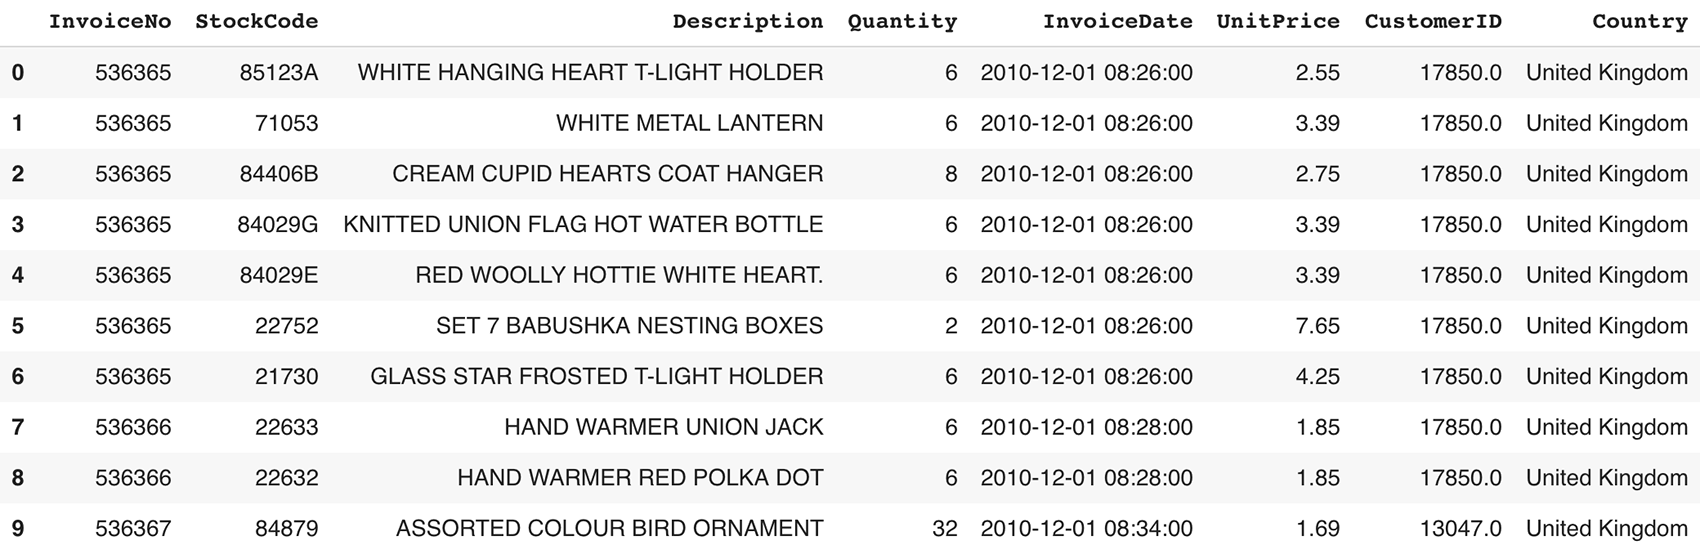 InvoiceNo StockCode Description Quantity InvoiceDate UnitPrice CustomerID Country
0 536365 85123A WHITE HANGING HEART T-LIGHT HOLDER 6 2010-12-01 08:26:00 2.55 17850.0 United Kingdom
1 536365 71053 WHITE METAL LANTERN 6 2010-12-01 08:26:00 3.39 17850.0 United Kingdom
2 536365 84406B CREAM CUPID HEARTS COAT HANGER 8 2010-12-01 08:26:00 2.75 17850.0 United Kingdom
3 536365 84029G KNITTED UNION FLAG HOT WATER BOTTLE 6 2010-12-01 08:26:00 3.39 17850.0 United Kingdom
4 536365 84029E RED WOOLLY HOTTIE WHITE HEART. 6 2010-12-01 08:26:00 3.39 17850.0 United Kingdom
5 536365 22752 SET 7 BABUSHKA NESTING BOXES 2 2010-12-01 08:26:00 7.65 17850.0 United Kingdom
6 536365 21730 GLASS STAR FROSTED T-LIGHT HOLDER 6 2010-12-01 08:26:00 4.25 17850.0 United Kingdom
7 536366 22633 HAND WARMER UNION JACK 6 2010-12-01 08:28:00 1.85 17850.0 United Kingdom
8 536366 22632 HAND WARMER RED POLKA DOT 6 2010-12-01 08:28:00 1.85 17850.0 United Kingdom
9 536367 84879 ASSORTED COLOUR BIRD ORNAMENT 32 2010-12-01 08:34:00 1.69 13047.0 United Kingdom